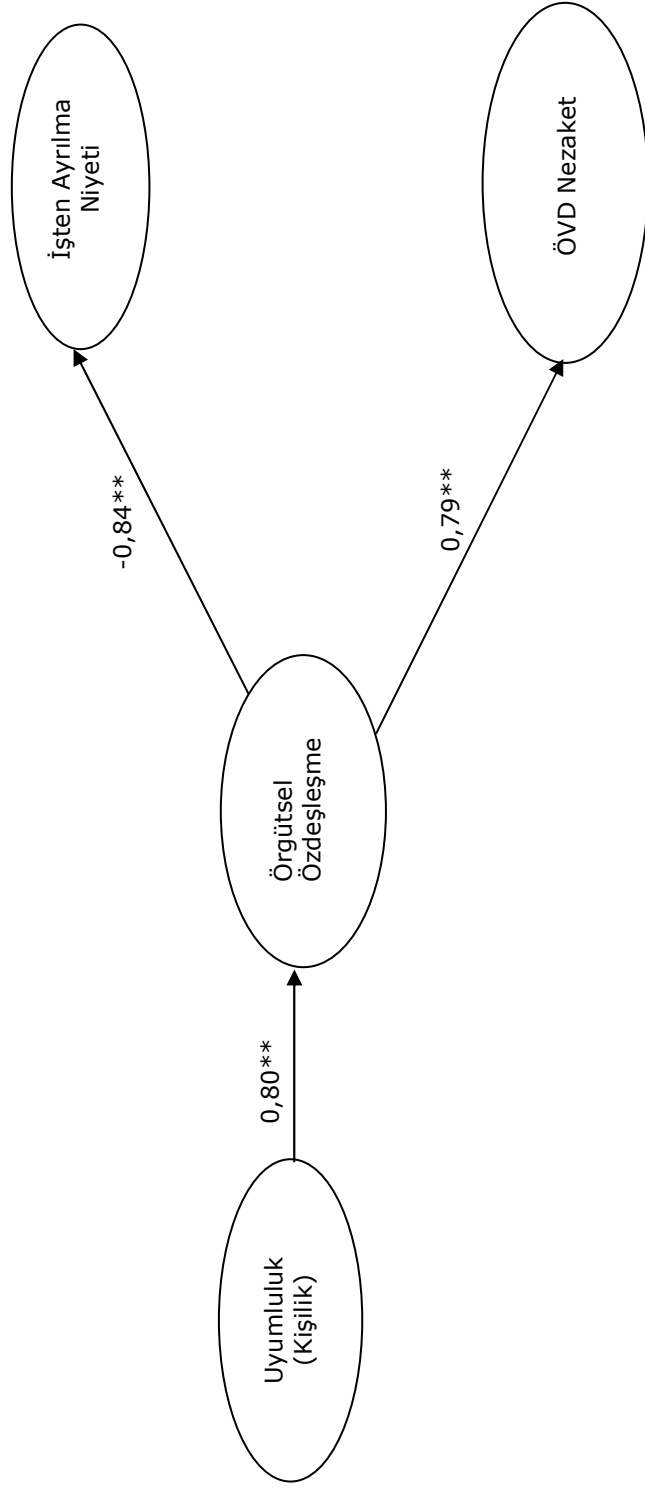 Uyumluluk
(Kişilik)
0,80**
Örgütsel
Özdeşleşme
-0,84**
İşten Ayrılma
Niyeti
0,79**
ÖVD Nezaket